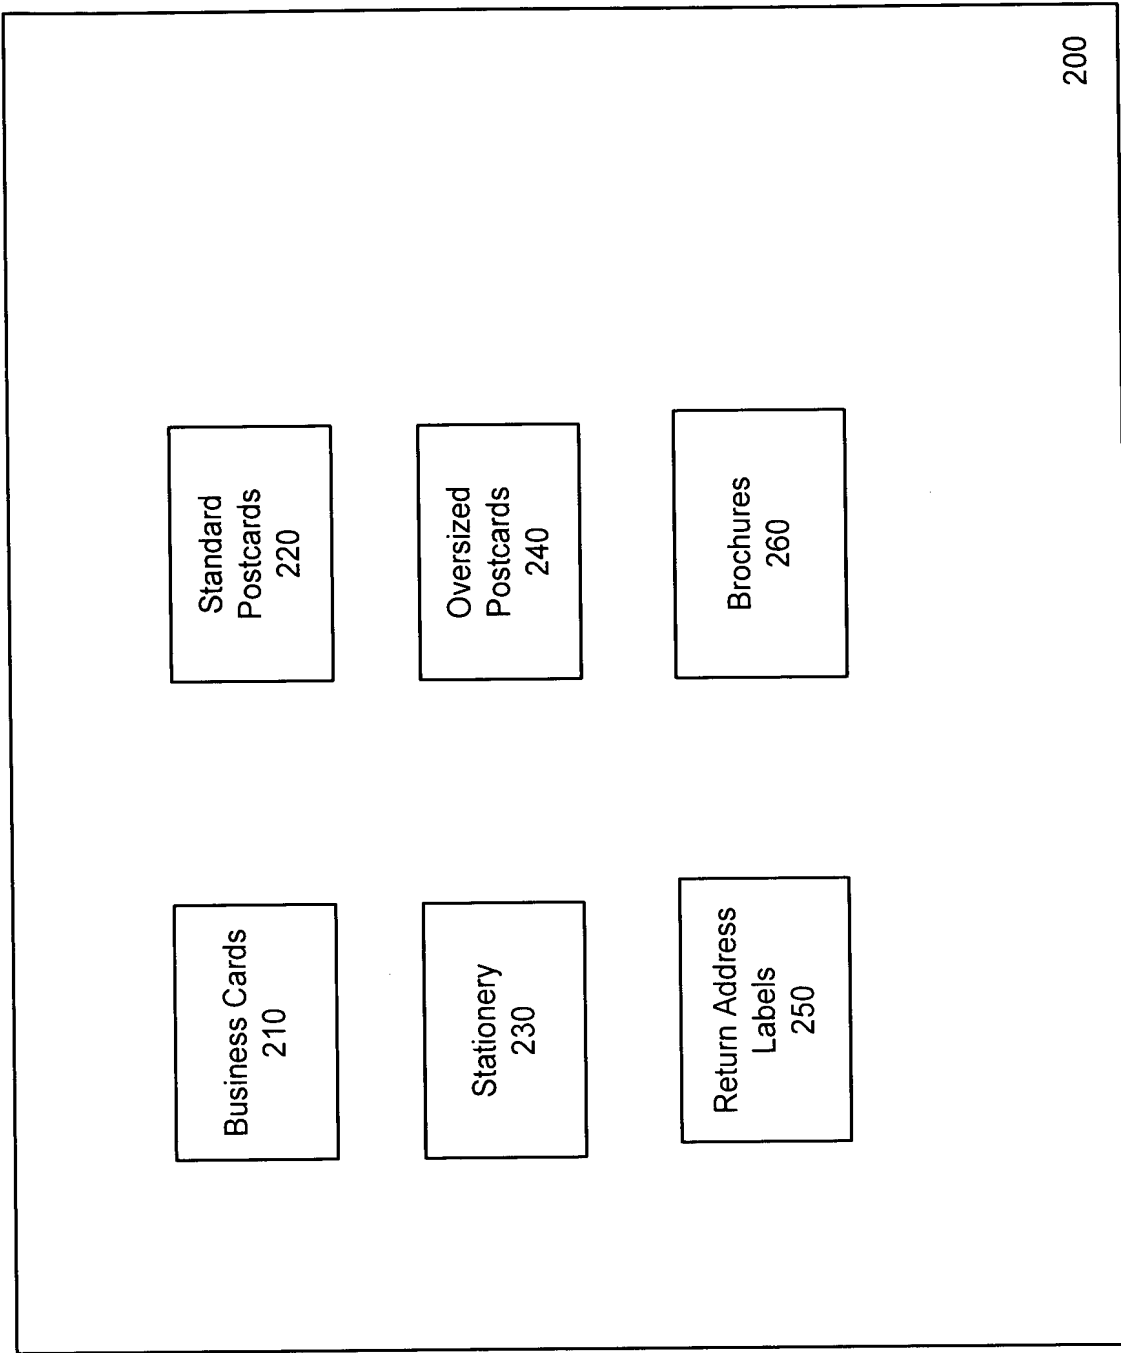 Business Cards
210
Standard
Postcards
220
Stationery
230
Oversized
Postcards
240
Return Address
Labels
250
Brochures
260
200